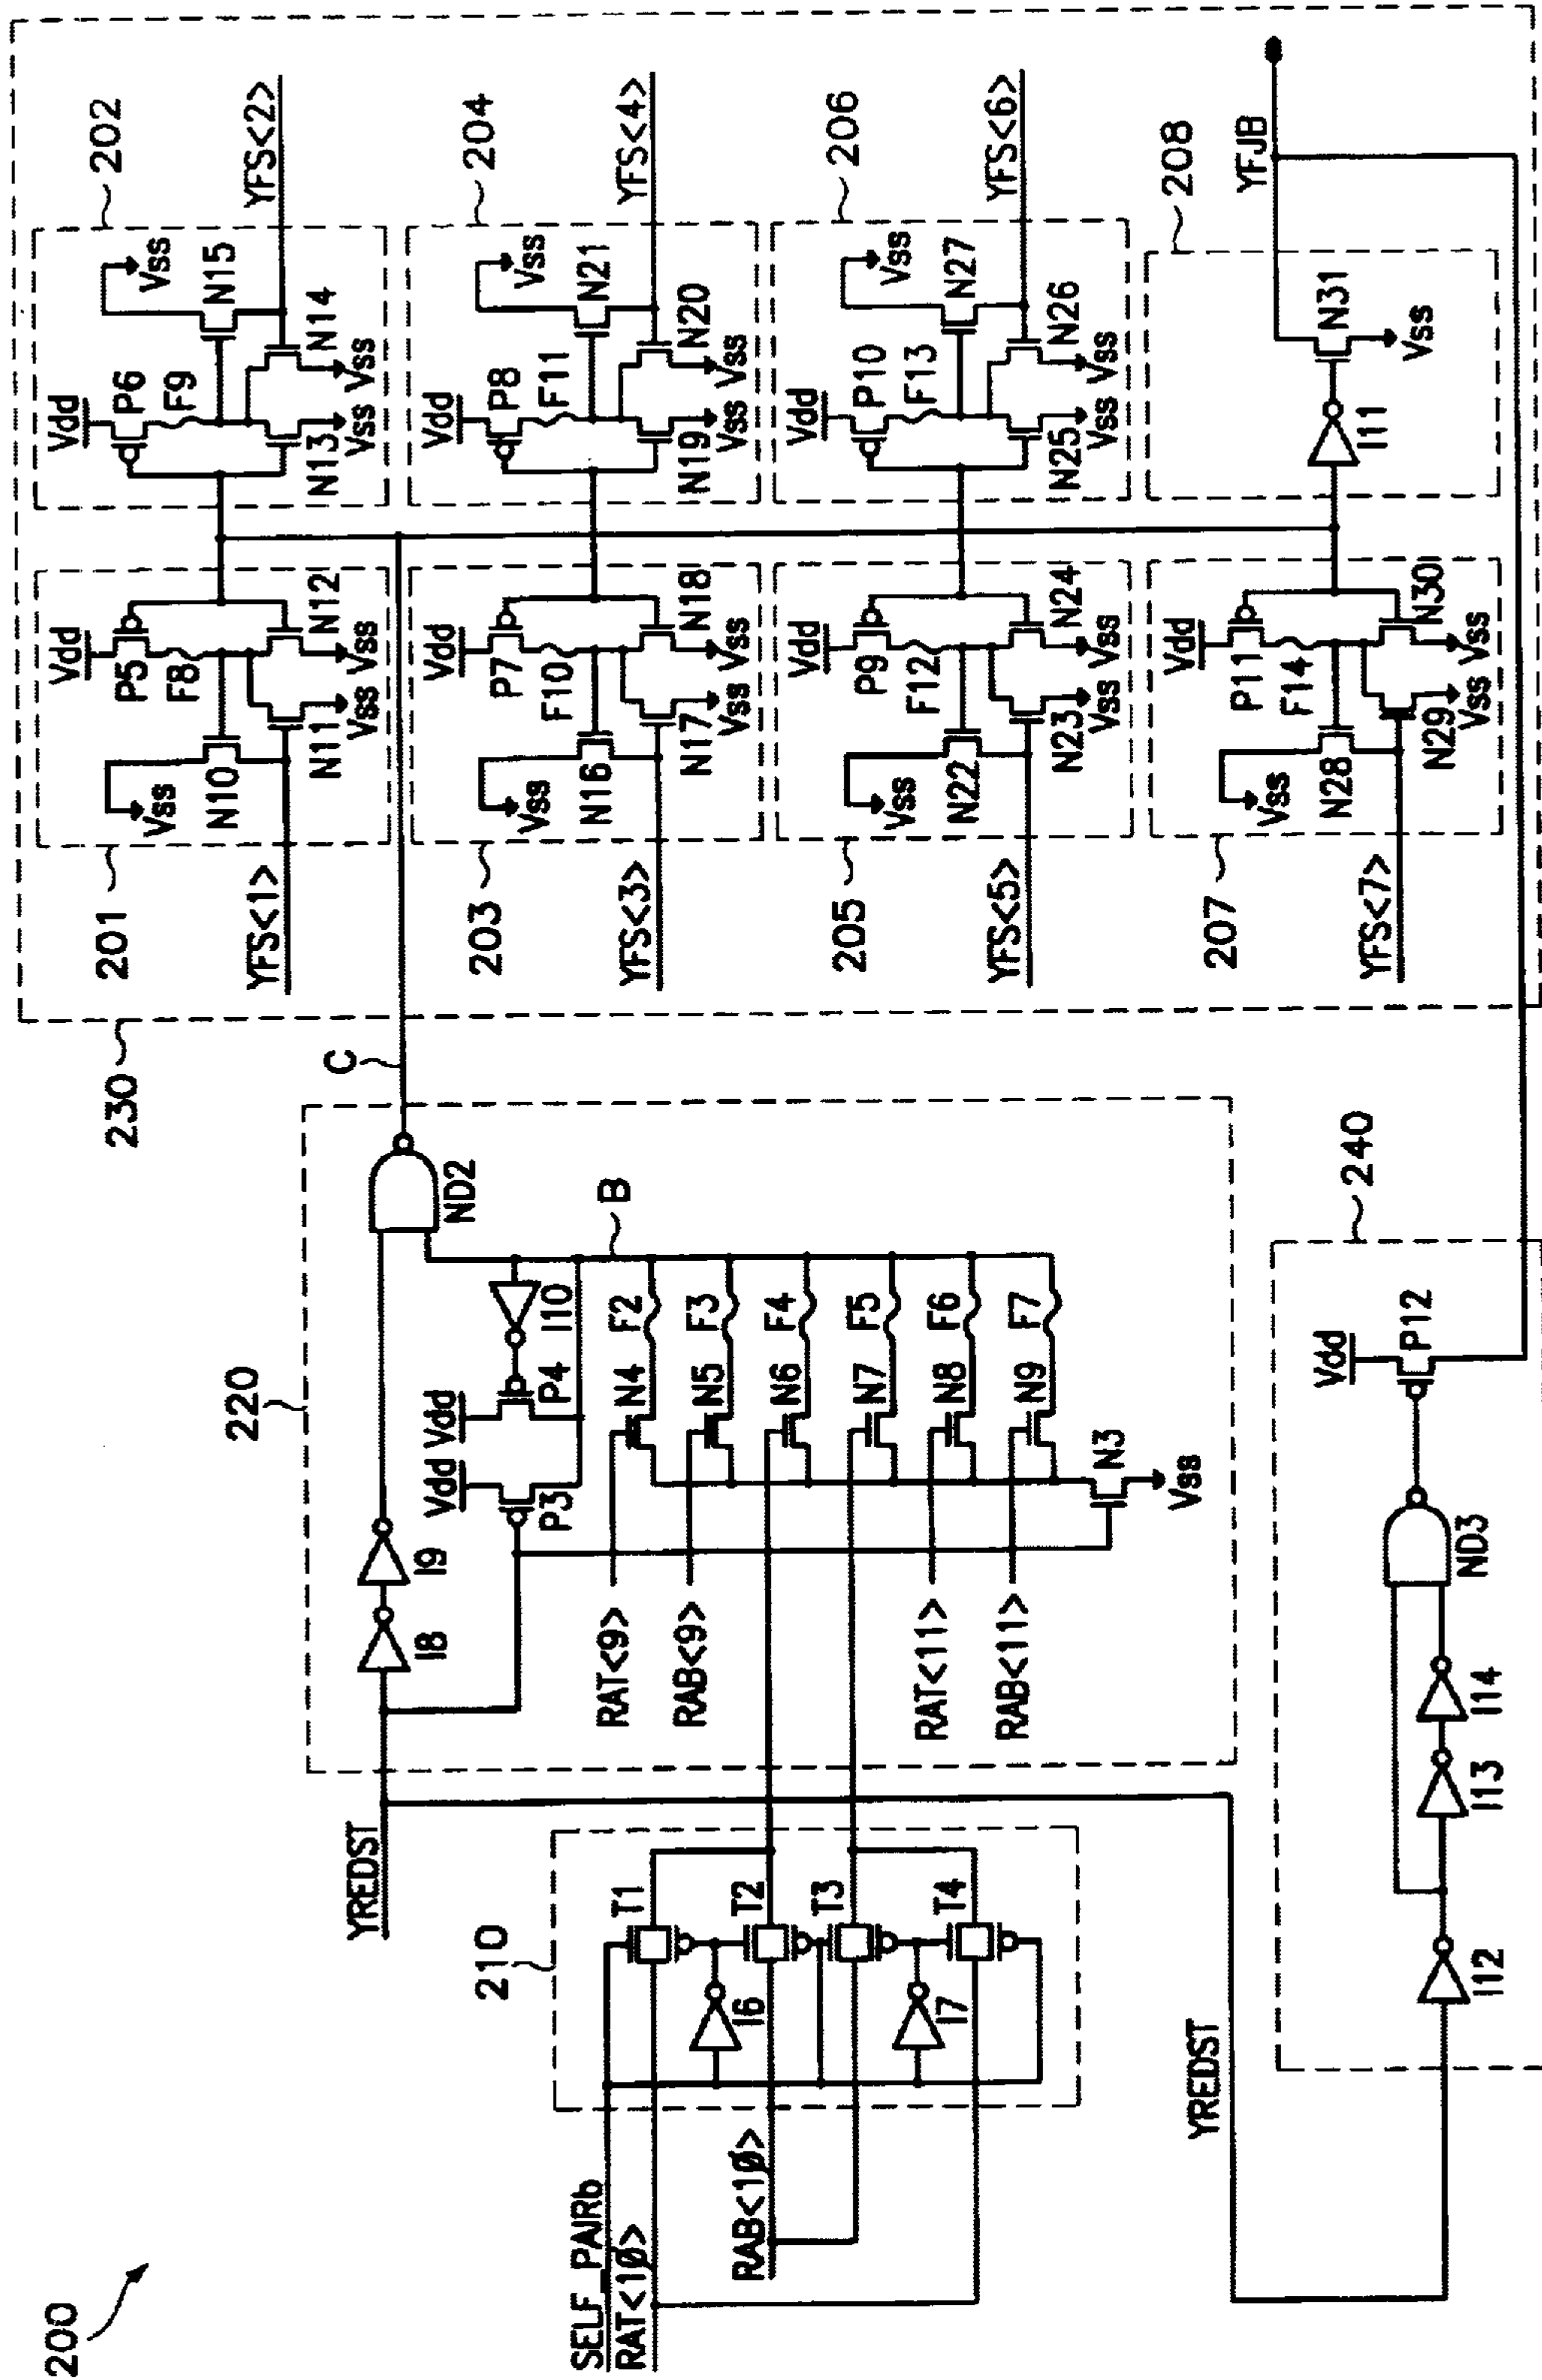 200
SELF_PAIRb
RAT<10>
RAB<10>
210
T1
T2
T3
T4
I6
I7
YREDST
YREDST
220
I8
I9
ND2
Vdd
Vdd
P3
P4
I10
B
RAT<9>
N4
F2
RAB<9>
N5
F3
N6
F4
N7
F5
RAT<11>
N8
F6
RAB<11>
N9
F7
N3
Vss
C
230
240
I12
I13
I14
ND3
Vdd
P12
201
YFS<1>
Vdd
P5
F8
Vss
N10
N11
N12
Vss
Vss
202
YFS<2>
Vdd
P6
F9
Vss
N15
N14
N13
Vss
Vss
203
YFS<3>
Vdd
P7
F10
Vss
N16
N17
N18
Vss
Vss
204
YFS<4>
Vdd
P8
F11
Vss
N21
N20
N19
Vss
Vss
205
YFS<5>
Vdd
P9
F12
Vss
N22
N23
N24
Vss
Vss
206
YFS<6>
Vdd
P10
F13
Vss
N27
N26
N25
Vss
Vss
207
YFS<7>
Vdd
P11
F14
Vss
N28
N29
N30
Vss
Vss
208
YFJB
I11
N31
Vss